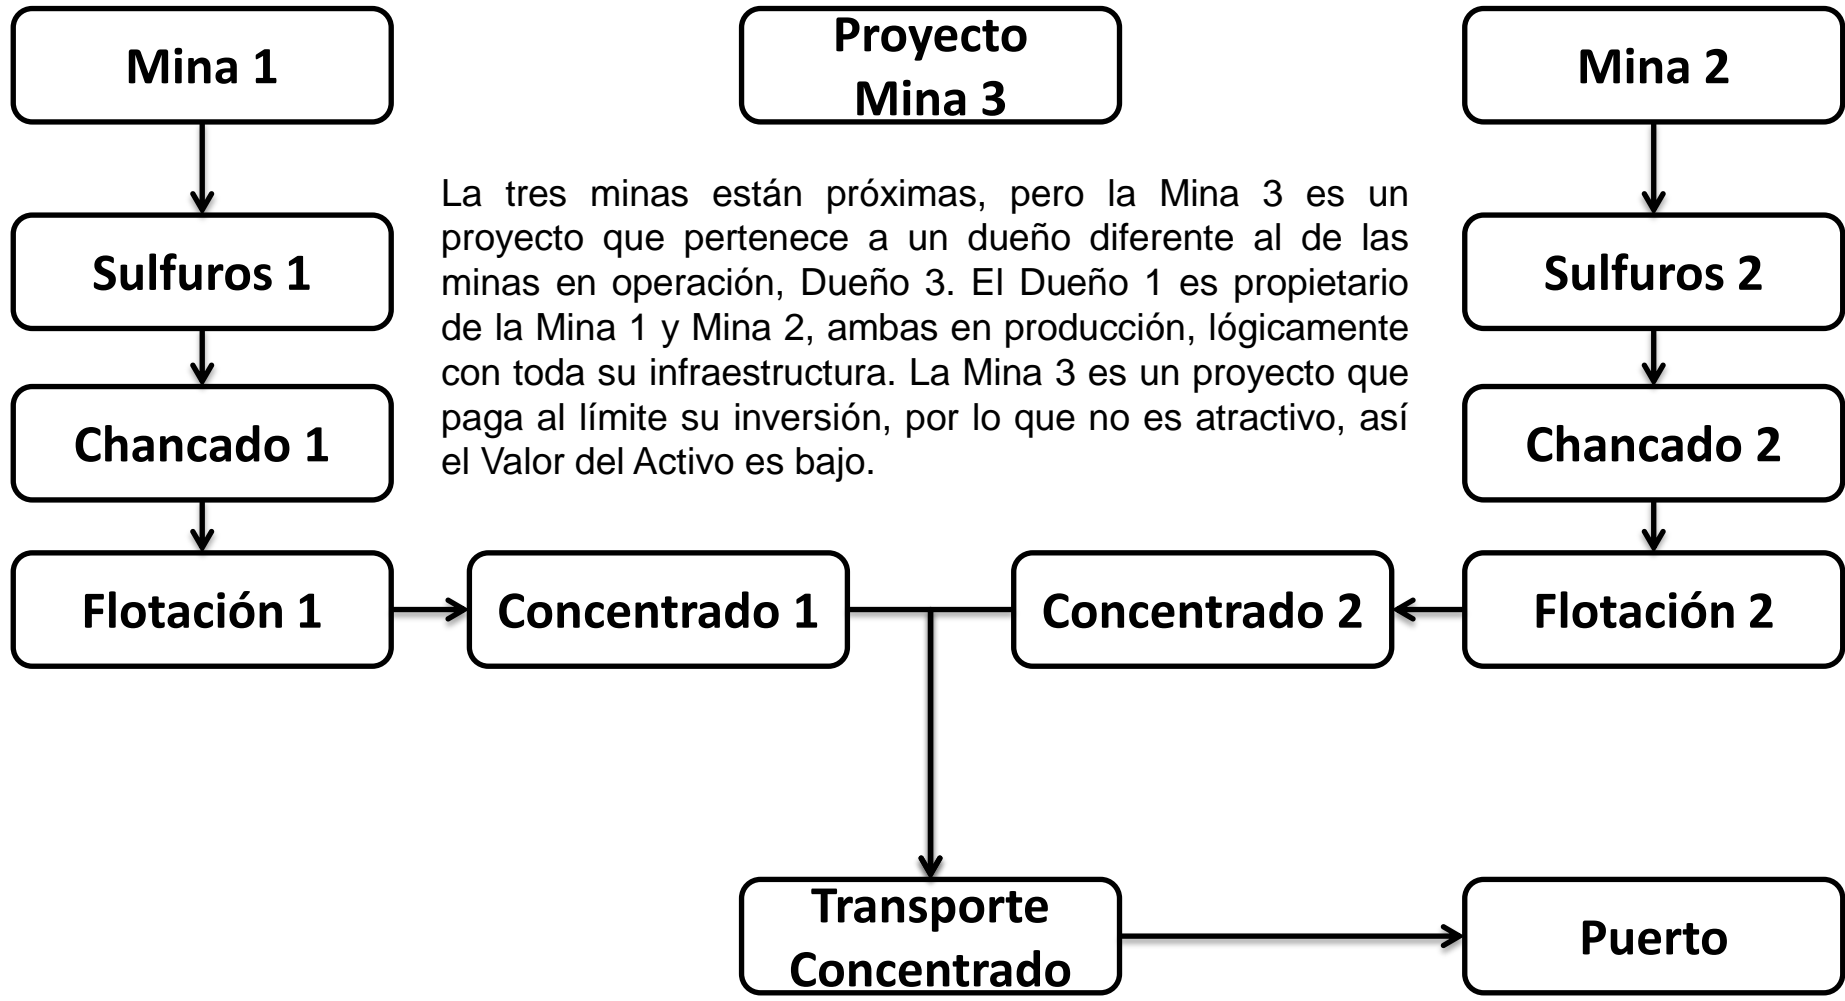 Mina 1
Proyecto
Mina 3
Mina 2
La tres minas están próximas, pero la Mina 3 es un
proyecto que pertenece a un dueño diferente al de las
minas en operación, Dueño 3. El Dueño 1 es propietario
de la Mina 1 y Mina 2, ambas en producción, lógicamente
con toda su infraestructura. La Mina 3 es un proyecto que
paga al límite su inversión, por lo que no es atractivo, así
el Valor del Activo es bajo.
Sulfuros 1
Sulfuros 2
Chancado 1
Chancado 2
Flotación 1
Concentrado 1
Concentrado 2
Flotación 2
Transporte
Concentrado
Puerto